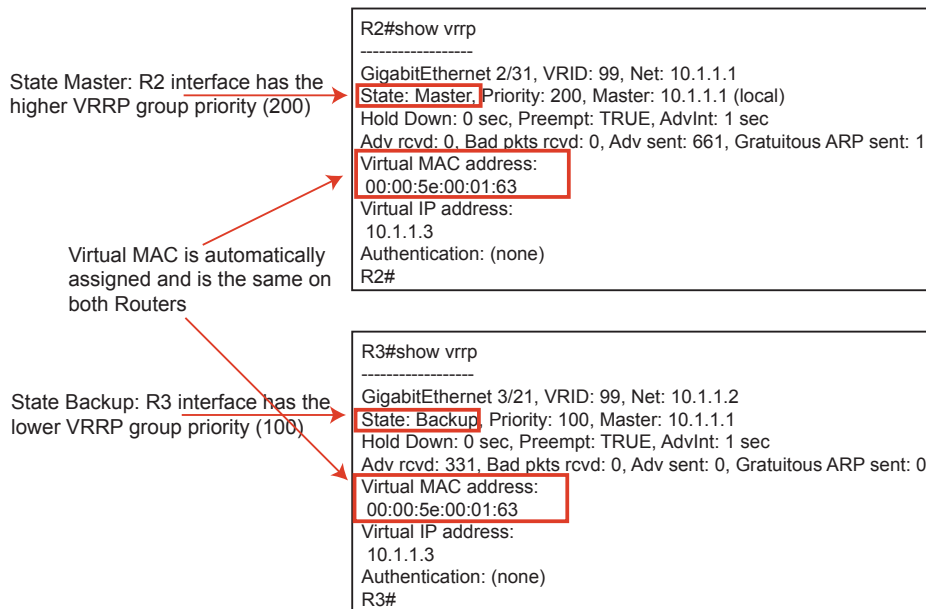 R2#show vrrp
------------------
GigabitEthernet 2/31, VRID: 99, Net: 10.1.1.1
State: Master, Priority: 200, Master: 10.1.1.1 (local)
Hold Down: 0 sec, Preempt: TRUE, AdvInt: 1 sec
Adv rcvd: 0, Bad pkts rcvd: 0, Adv sent: 661, Gratuitous ARP sent: 1
Virtual MAC address:
00:00:5e:00:01:63
Virtual IP address:
10.1.1.3
Authentication: (none)
R2#
State Master: R2 interface has the
higher VRRP group priority (200)
Virtual MAC is automatically
assigned and is the same on
both Routers
R3#show vrrp
------------------
GigabitEthernet 3/21, VRID: 99, Net: 10.1.1.2
State: Backup, Priority: 100, Master: 10.1.1.1
Hold Down: 0 sec, Preempt: TRUE, AdvInt: 1 sec
Adv rcvd: 331, Bad pkts rcvd: 0, Adv sent: 0, Gratuitous ARP sent: 0
Virtual MAC address:
00:00:5e:00:01:63
Virtual IP address:
10.1.1.3
Authentication: (none)
R3#
State Backup: R3 interface has the
lower VRRP group priority (100)